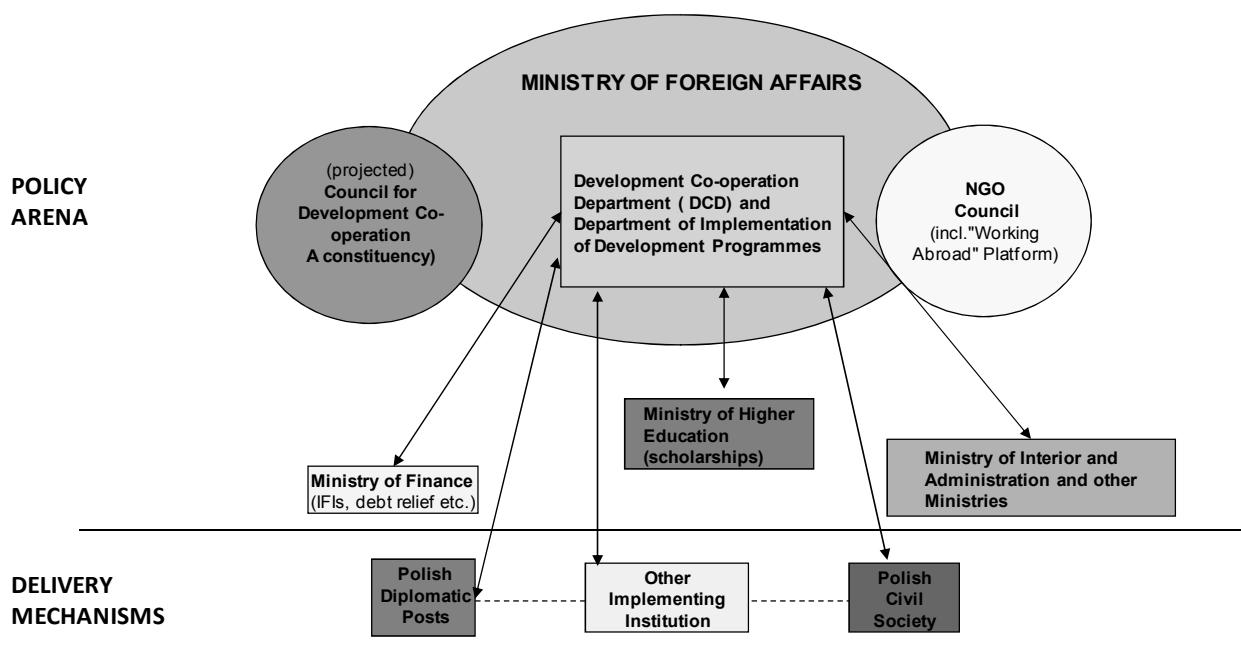 MINISTRY OF FOREIGN AFFAIRS
POLICY
ARENA
(projected)
Council for
Development Co-
operation
A constituency)
Development Co-operation
Department ( DCD) and
Department of Implementation
of Development Programmes
NGO
Council
(incl."Working
Abroad" Platform)
Ministry of Higher
Education
(scholarships)
Ministry of Finance
(IFIs, debt relief etc.)
Ministry of Interior and
Administration and other
Ministries
DELIVERY
MECHANISMS
Polish
Diplomatic
Posts
Other
Implementing
Institution
Polish
Civil
Society